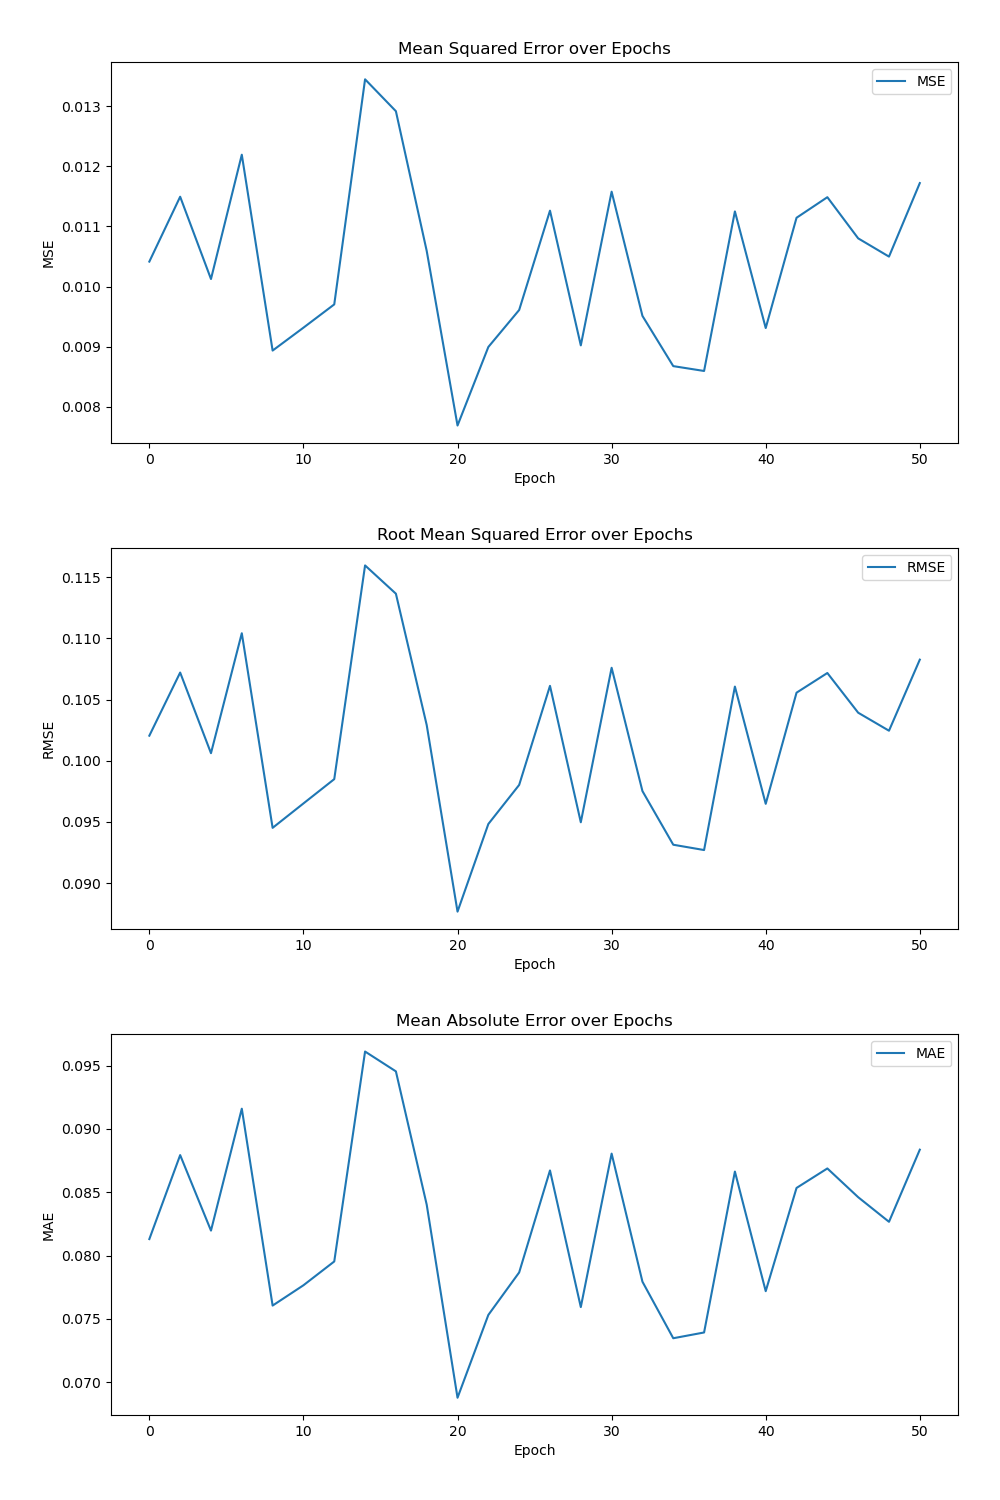 Mean Squared Error over Epochs
MSE
0.013
0.012
0.011
0.010
0.009
0.008
MSE
0 10 20 30 40 50
Epoch
Root Mean Squared Error over Epochs
RMSE
0.115
0.110
0.105
0.100
0.095
0.090
RMSE
0 10 20 30 40 50
Epoch
Mean Absolute Error over Epochs
MAE
0.095
0.090
0.085
0.080
0.075
0.070
MAE
0 10 20 30 40 50
Epoch